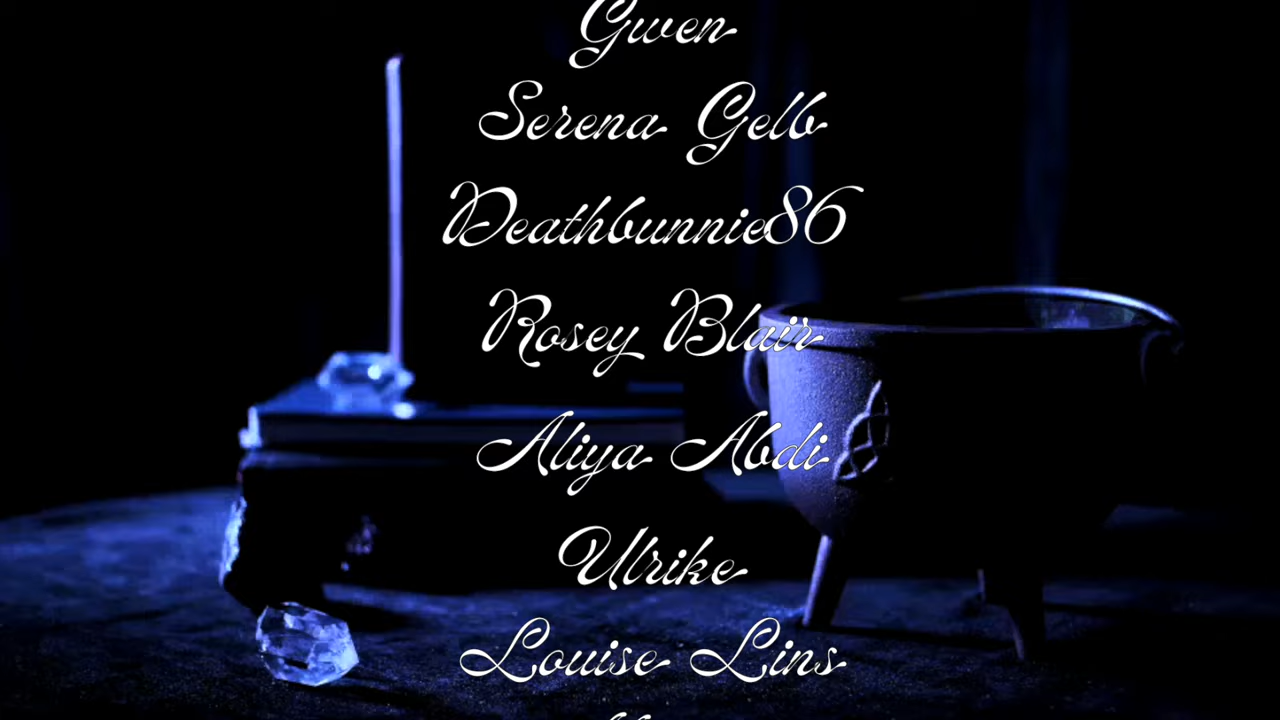 Gwen
Serena Gelb
Deathbunnie86
Rosey Blair
Aliya Abdi
Ulrike
Louise Lins